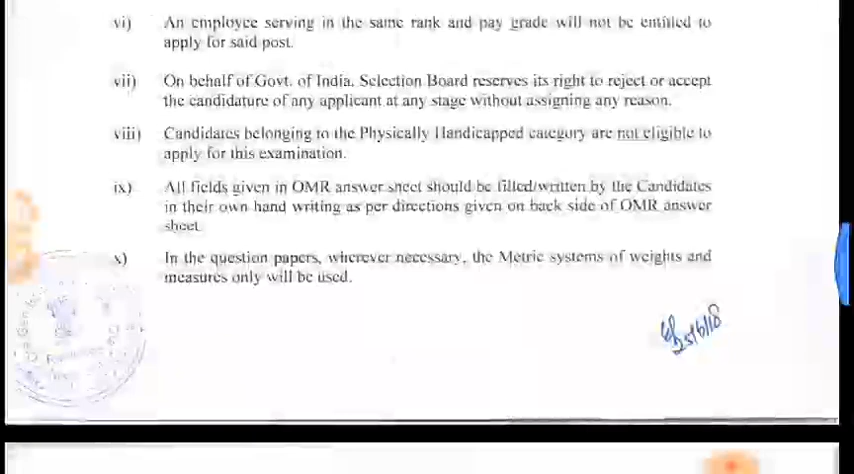 vi) An employee serving in the same rank and pay grade will not be entitled to
apply for said post.
vii) On behalf of Govt. of India, Selection Board reserves its right to reject or accept
the candidature of any applicant at any stage without assigning any reason.
viii) Candidates belonging to the Physically Handicapped category are not eligible to
apply for this examination.
ix) All fields given in OMR answer sheet should be filled/written by the Candidates
in their own hand writing as per directions given on back side of OMR answer
sheet
x) In the question papers, wherever necessary, the Metric systems of weights and
measures only will be used.